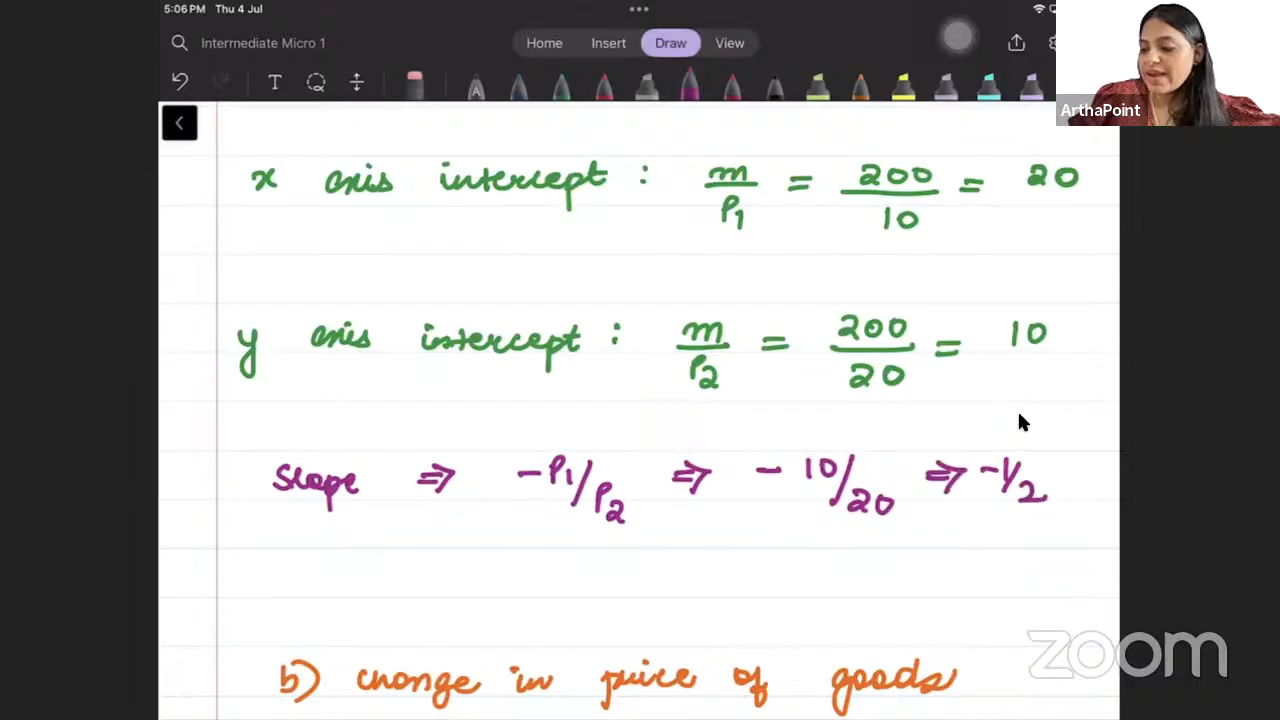 5:06 PM Thu 4 Jul
Intermediate Micro 1
Home Insert Draw View
ArthaPoint
x axis intercept : m/P1 = 200/10 = 20
y axis intercept : m/P2 = 200/20 = 10
Slope ⇒ -P1/P2 ⇒ - 10/20 ⇒ -1/2
zoom
b) change in price of goods